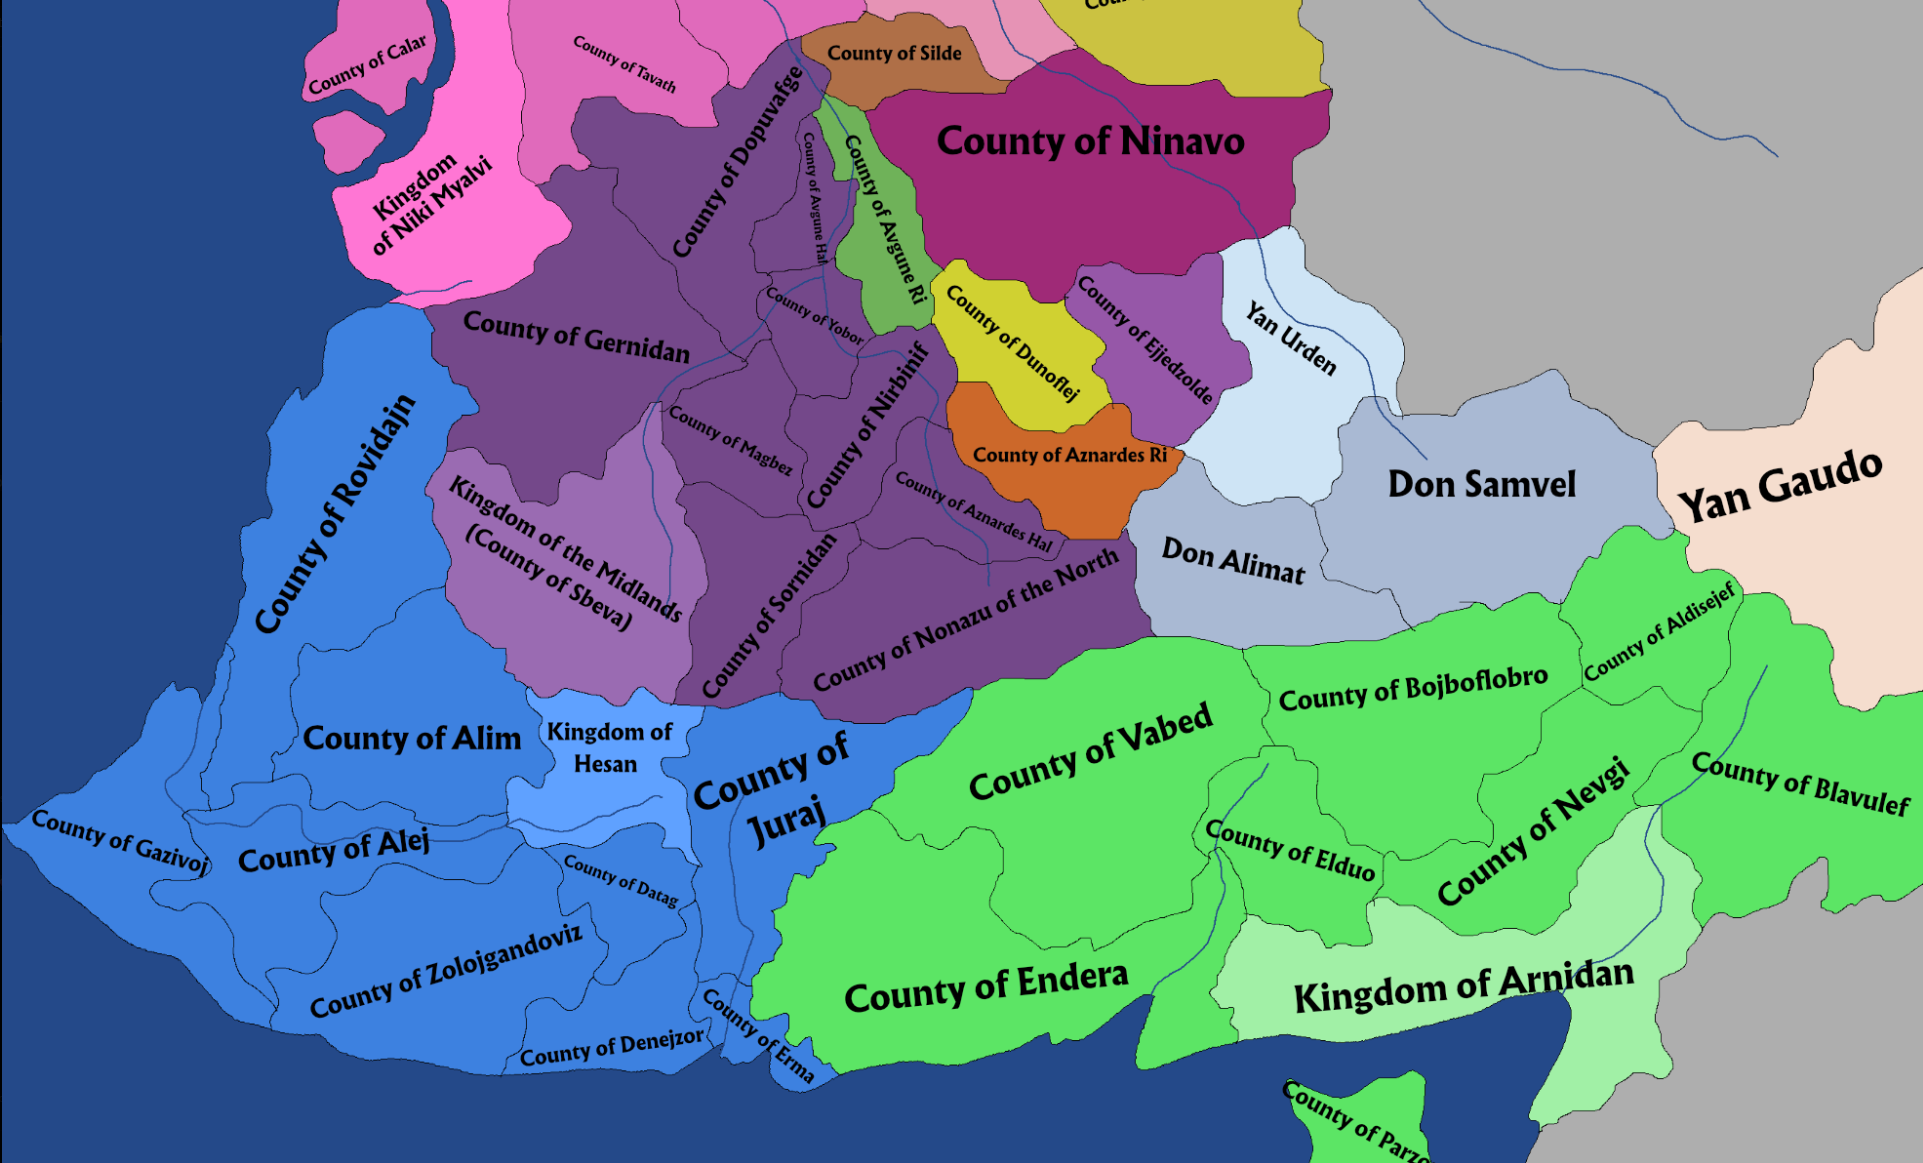 County of Calar
County of Tavath
County of Silde
Kingdom
of Niki Myalvi
County of Dopuvafge
County of Avgune Hal
County of Avgune Ri
County of Ninavo
County of Gernidan
County of Yobor
County of Nirbinif
County of Dunoflej
County of Ejjedzolde
Yan Urden
County of Rovidajn
County of Magbez
County of Aznardes Ri
County of Aznardes Hal
Don Samvel
Yan Gaudo
Kingdom of the Midlands
(County of Sbeva)
County of Sornidan
County of Nonazu of the North
Don Alimat
County of Aldisejef
County of Bojboflobro
County of Alim
Kingdom of
Hesan
County of
Juraj
County of Vabed
County of Nevgi
County of Blavulef
County of Gazivoj
County of Alej
County of Datag
County of Elduo
County of Zolojgandoviz
County of Endera
Kingdom of Arnidan
County of Denejzor
County of Erma
County of Parzo